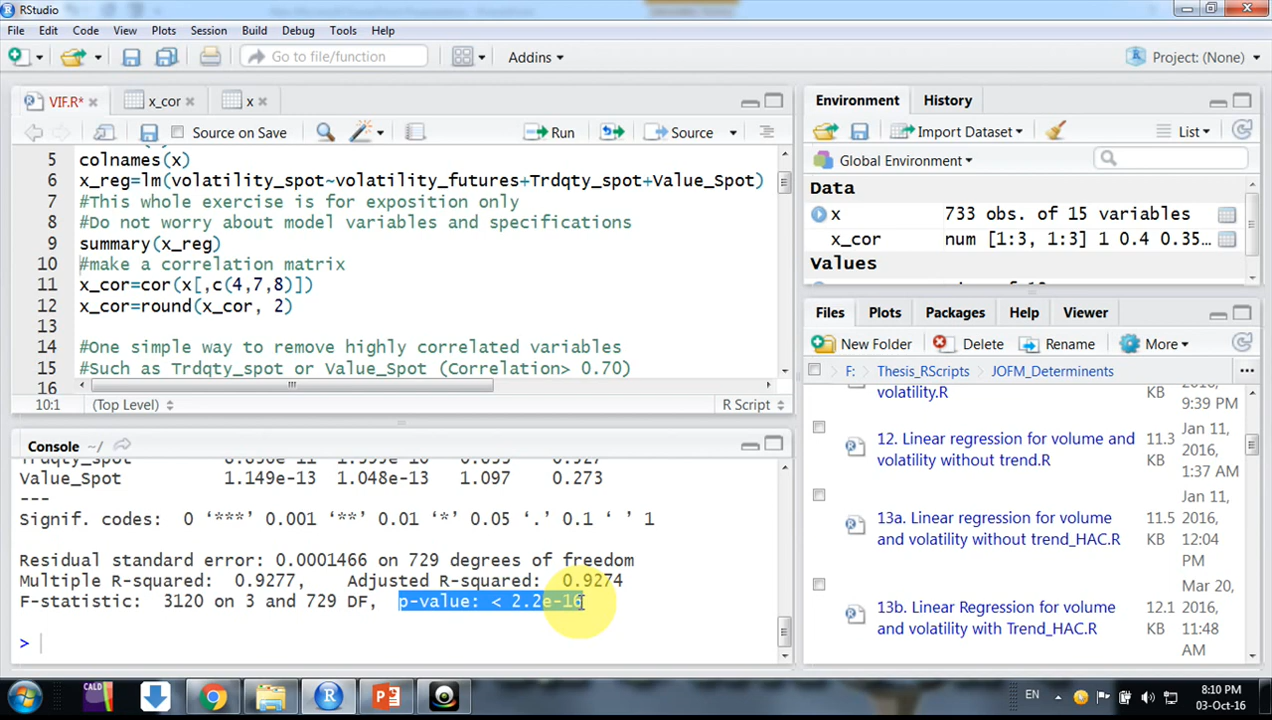 RStudio
File Edit Code View Plots Session Build Debug Tools Help
Go to file/function Addins Project: (None)
VIF.R* x_cor x
Source on Save Run Source
5 colnames(x)
6 x_reg=lm(volatility_spot~volatility_futures+Trdqty_spot+Value_Spot)
7 #This whole exercise is for exposition only
8 #Do not worry about model variables and specifications
9 summary(x_reg)
10 #make a correlation matrix
11 x_cor=cor(x[,c(4,7,8)])
12 x_cor=round(x_cor, 2)
13
14 #One simple way to remove highly correlated variables
15 #Such as Trdqty_spot or Value_Spot (Correlation> 0.70)
16
10:1 (Top Level) R Script
Console ~/
Value_Spot 1.149e-13 1.048e-13 1.097 0.273
---
Signif. codes: 0 ‘***’ 0.001 ‘**’ 0.01 ‘*’ 0.05 ‘.’ 0.1 ‘ ’ 1
Residual standard error: 0.0001466 on 729 degrees of freedom
Multiple R-squared: 0.9277, Adjusted R-squared: 0.9274
F-statistic: 3120 on 3 and 729 DF, p-value: < 2.2e-16
>
Environment History
Import Dataset List
Global Environment
Data
x 733 obs. of 15 variables
x_cor num [1:3, 1:3] 1 0.4 0.35...
Values
Files Plots Packages Help Viewer
New Folder Delete Rename More
F: Thesis_RScripts JOFM_Determinents
volatility.R KB 9:39 PM
12. Linear regression for volume and volatility without trend.R 11.3 KB Jan 11, 2016, 1:37 AM
13a. Linear regression for volume and volatility without trend_HAC.R 11.5 KB Jan 11, 2016, 12:04 PM
13b. Linear Regression for volume and volatility with Trend_HAC.R 12.1 KB Mar 20, 2016, 11:48 AM
CALD
EN
8:10 PM
03-Oct-16